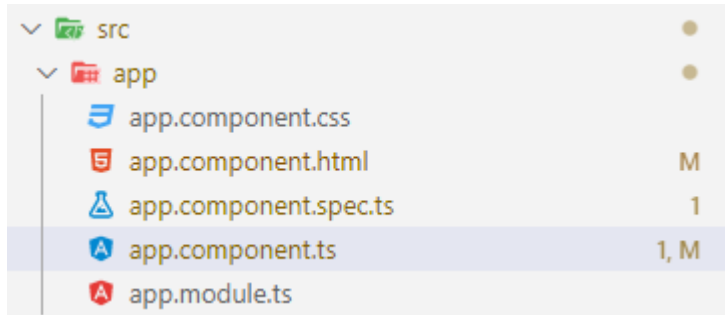 src
app
app.component.css
app.component.html M
app.component.spec.ts 1
app.component.ts 1, M
app.module.ts